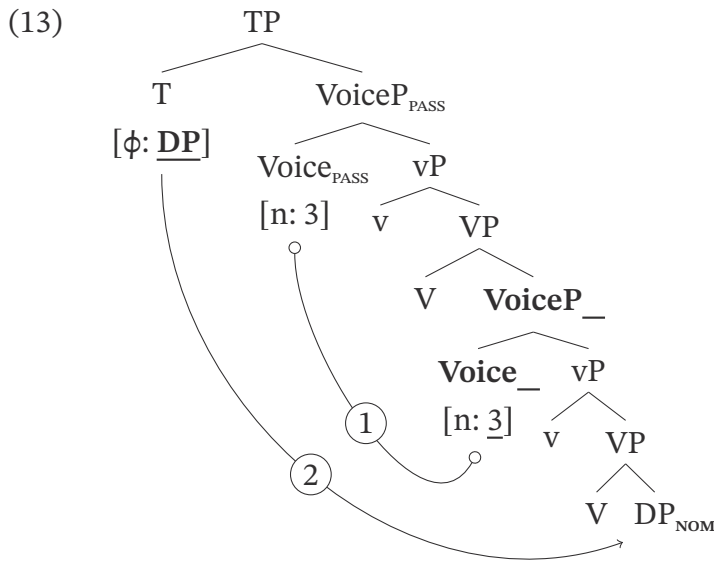 (13) TP
T VoiceP_PASS
[ϕ: DP] Voice_PASS vP
[n: 3] v VP
V VoiceP_
Voice_ vP
1 [n: 3] v VP
2 V DP_NOM